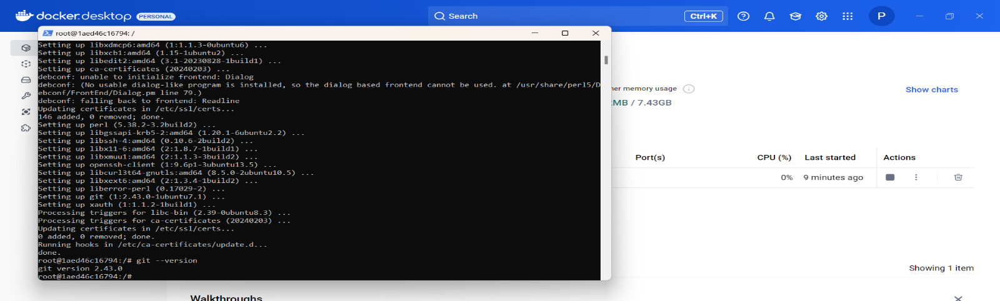 docker desktop PERSONAL
Search Ctrl+K
P
root@1aed46c16794: /
Setting up libxdmcp6:amd64 (1:1.1.3-0ubuntu6) ...
Setting up libxcb1:amd64 (1.15-1ubuntu2) ...
Setting up libedit2:amd64 (3.1-20230828-1build1) ...
Setting up ca-certificates (20240203) ...
debconf: unable to initialize frontend: Dialog
debconf: (No usable dialog-like program is installed, so the dialog based frontend cannot be used. at /usr/share/perl5/D
ebconf/FrontEnd/Dialog.pm line 79.)
debconf: falling back to frontend: Readline
Updating certificates in /etc/ssl/certs...
146 added, 0 removed; done.
Setting up perl (5.38.2-3.2build2) ...
Setting up libgssapi-krb5-2:amd64 (1.20.1-6ubuntu2.2) ...
Setting up libssh-4:amd64 (0.10.6-2build2) ...
Setting up libx11-6:amd64 (2:1.8.7-1build1) ...
Setting up libxmuu1:amd64 (2:1.1.3-3build2) ...
Setting up openssh-client (1:9.6p1-3ubuntu13.5) ...
Setting up libcurl3t64-gnutls:amd64 (8.5.0-2ubuntu10.5) ...
Setting up libxext6:amd64 (2:1.3.4-1build2) ...
Setting up liberror-perl (0.17029-2) ...
Setting up git (1:2.43.0-1ubuntu7.1) ...
Setting up xauth (1:1.1.2-1build1) ...
Processing triggers for libc-bin (2.39-0ubuntu8.3) ...
Processing triggers for ca-certificates (20240203) ...
Updating certificates in /etc/ssl/certs...
0 added, 0 removed; done.
Running hooks in /etc/ca-certificates/update.d...
done.
root@1aed46c16794:/# git --version
git version 2.43.0
root@1aed46c16794:/#
memory usage
MB / 7.43GB
Show charts
Port(s) CPU (%) Last started Actions
0% 9 minutes ago
Showing 1 item
Walkthroughs